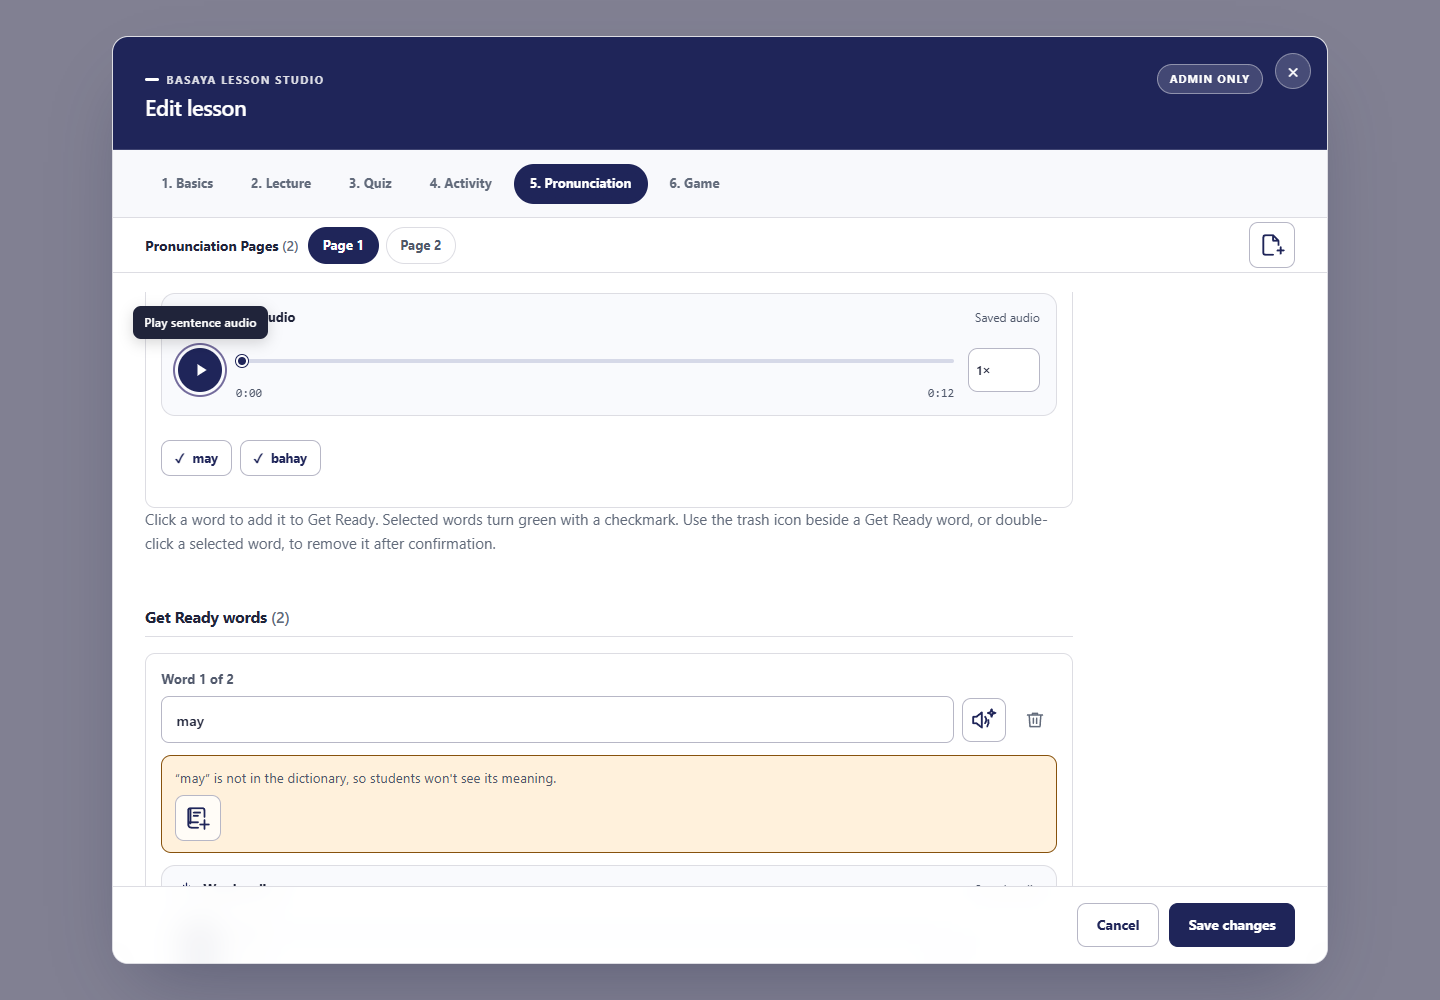 BASAYA LESSON STUDIO
Edit lesson
ADMIN ONLY
1. Basics 2. Lecture 3. Quiz 4. Activity 5. Pronunciation 6. Game
Pronunciation Pages (2) Page 1 Page 2
Play sentence audio
Saved audio
0:00 0:12
1×
✓ may ✓ bahay
Click a word to add it to Get Ready. Selected words turn green with a checkmark. Use the trash icon beside a Get Ready word, or double-
click a selected word, to remove it after confirmation.
Get Ready words (2)
Word 1 of 2
may
“may” is not in the dictionary, so students won't see its meaning.
Cancel Save changes